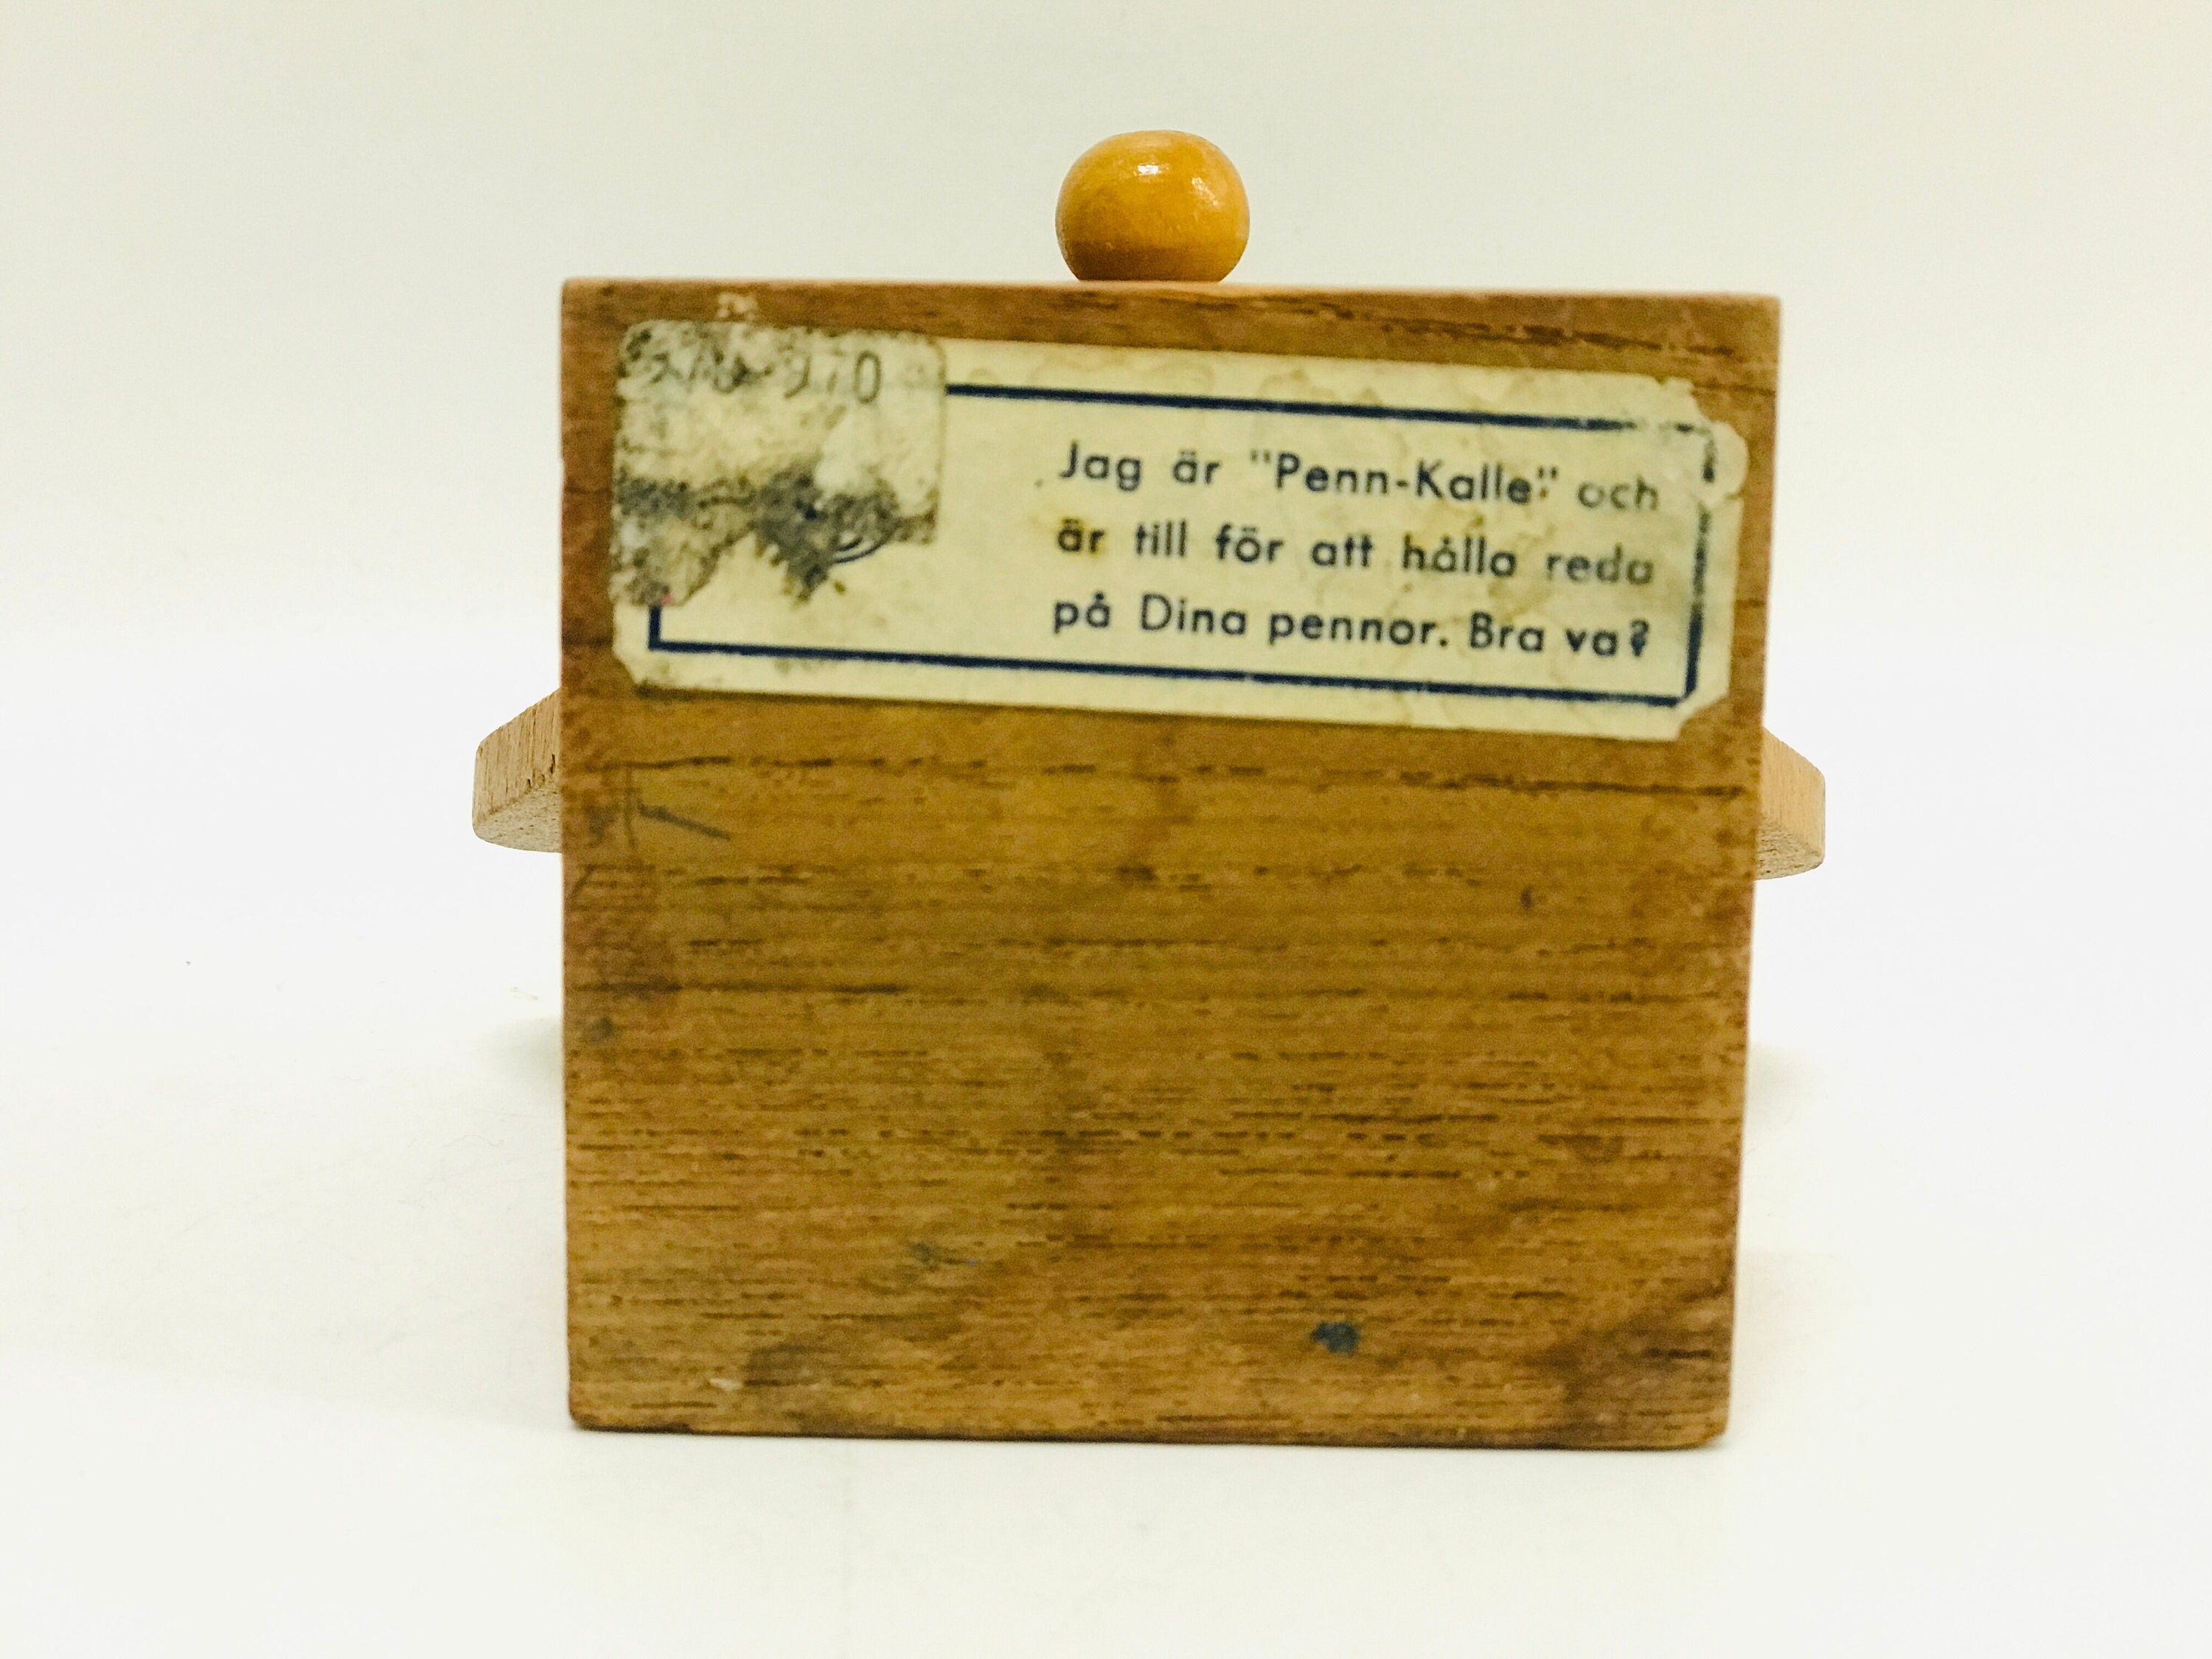 Jag är "Penn-Kalle" och
är till för att hålla reda
på Dina pennor. Bra va?